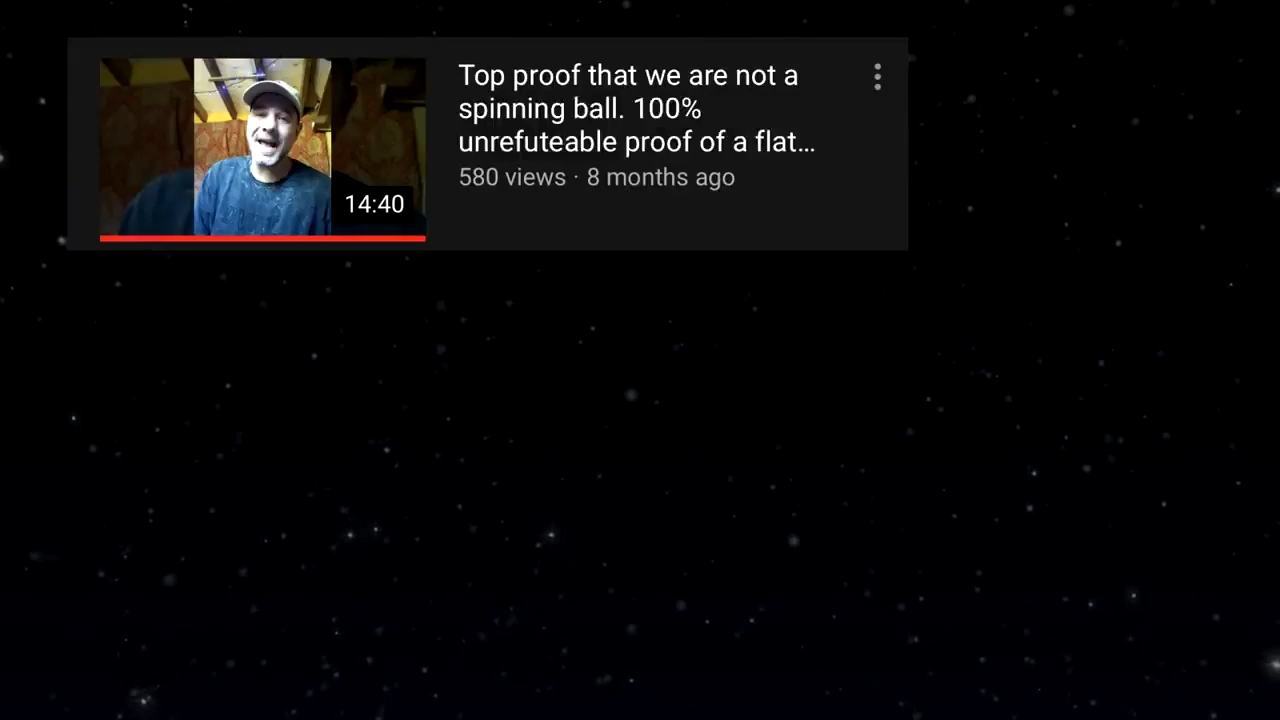 Top proof that we are not a
spinning ball. 100%
unrefuteable proof of a flat...
580 views · 8 months ago
14:40